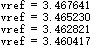 vref = 3.467641
vref = 3.465230
vref = 3.462821
vref = 3.460417